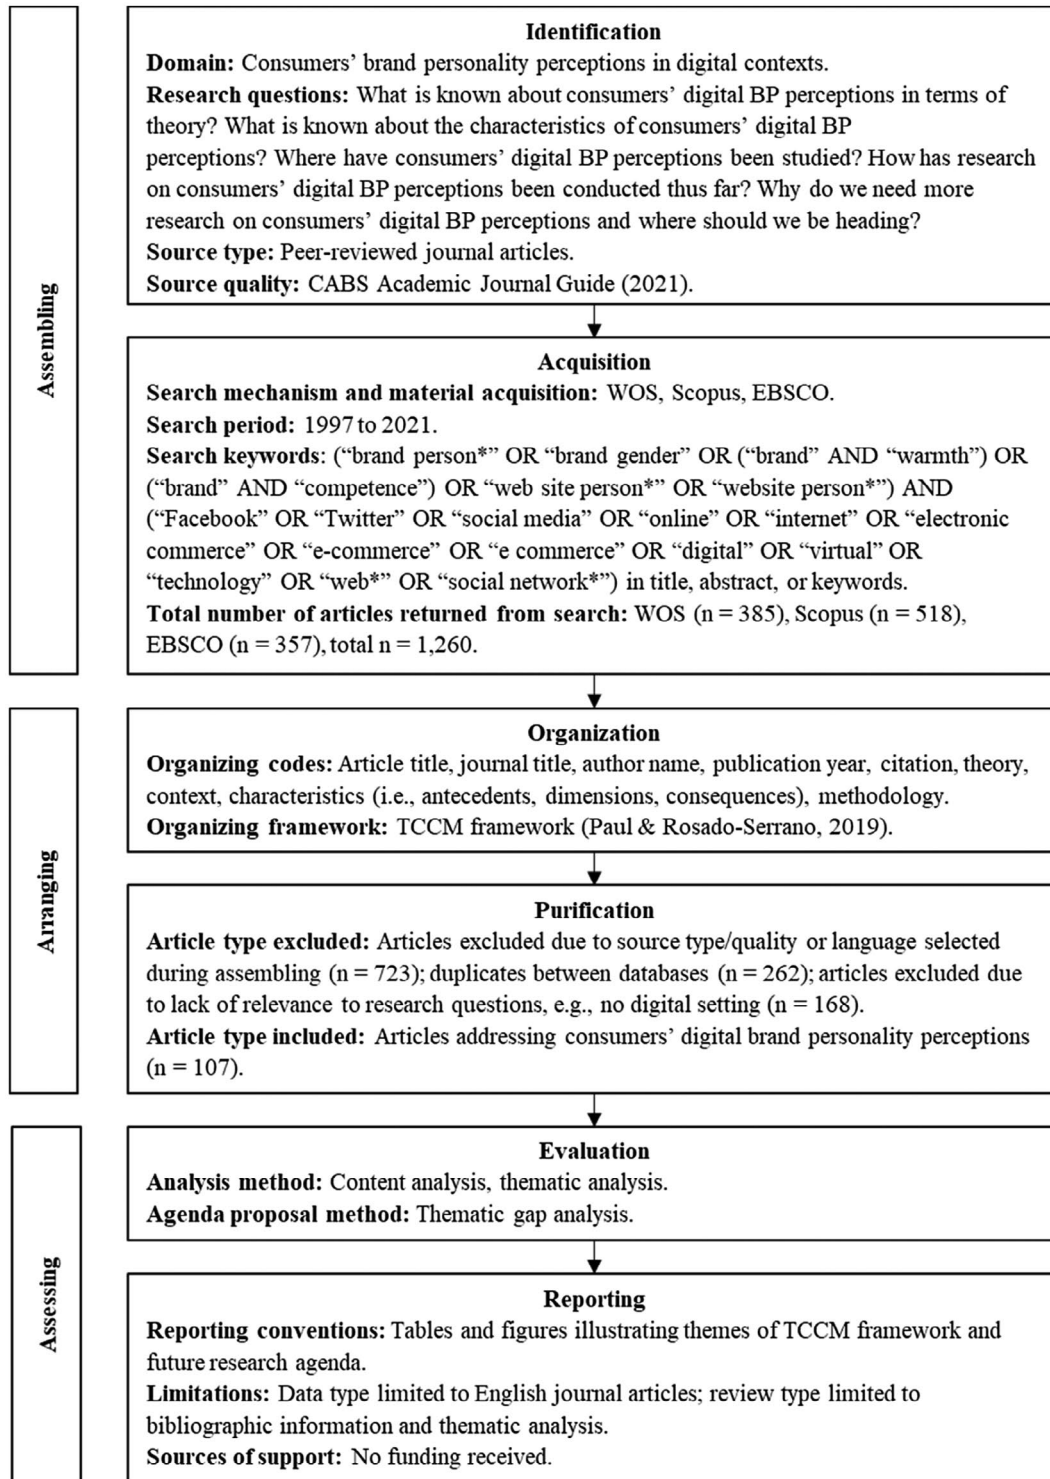 Assembling
Identification
Domain: Consumers’ brand personality perceptions in digital contexts.
Research questions: What is known about consumers’ digital BP perceptions in terms of
theory? What is known about the characteristics of consumers’ digital BP
perceptions? Where have consumers’ digital BP perceptions been studied? How has research
on consumers’ digital BP perceptions been conducted thus far? Why do we need more
research on consumers’ digital BP perceptions and where should we be heading?
Source type: Peer-reviewed journal articles.
Source quality: CABS Academic Journal Guide (2021).
Acquisition
Search mechanism and material acquisition: WOS, Scopus, EBSCO.
Search period: 1997 to 2021.
Search keywords: (“brand person*” OR “brand gender” OR (“brand” AND “warmth”) OR
(“brand” AND “competence”) OR “web site person*” OR “website person*”) AND
(“Facebook” OR “Twitter” OR “social media” OR “online” OR “internet” OR “electronic
commerce” OR “e-commerce” OR “e commerce” OR “digital” OR “virtual” OR
“technology” OR “web*” OR “social network*”) in title, abstract, or keywords.
Total number of articles returned from search: WOS (n = 385), Scopus (n = 518),
EBSCO (n = 357), total n = 1,260.
Arranging
Organization
Organizing codes: Article title, journal title, author name, publication year, citation, theory,
context, characteristics (i.e., antecedents, dimensions, consequences), methodology.
Organizing framework: TCCM framework (Paul & Rosado-Serrano, 2019).
Purification
Article type excluded: Articles excluded due to source type/quality or language selected
during assembling (n = 723); duplicates between databases (n = 262); articles excluded due
to lack of relevance to research questions, e.g., no digital setting (n = 168).
Article type included: Articles addressing consumers’ digital brand personality perceptions
(n = 107).
Assessing
Evaluation
Analysis method: Content analysis, thematic analysis.
Agenda proposal method: Thematic gap analysis.
Reporting
Reporting conventions: Tables and figures illustrating themes of TCCM framework and
future research agenda.
Limitations: Data type limited to English journal articles; review type limited to
bibliographic information and thematic analysis.
Sources of support: No funding received.